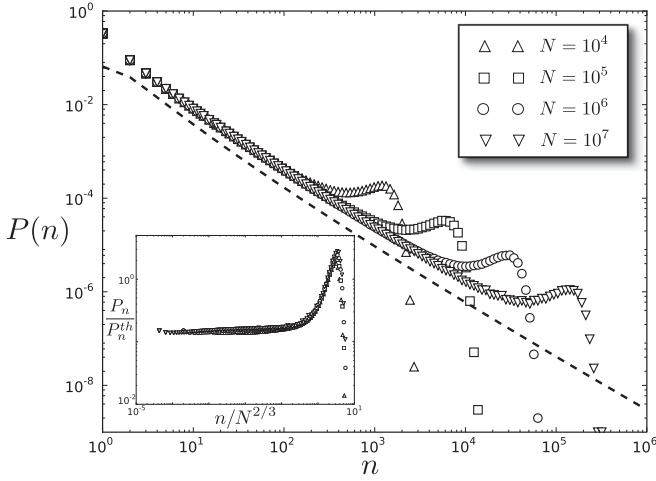 10^0
10^{-2}
10^{-4}
P(n)
10^{-6}
10^{-8}
N = 10^4
N = 10^5
N = 10^6
N = 10^7
10^0
P_n
P_n^{th}
10^{-2}
10^{-5}
n/N^{2/3}
10^1
10^0
10^1
10^2
10^3
10^4
10^5
10^6
n